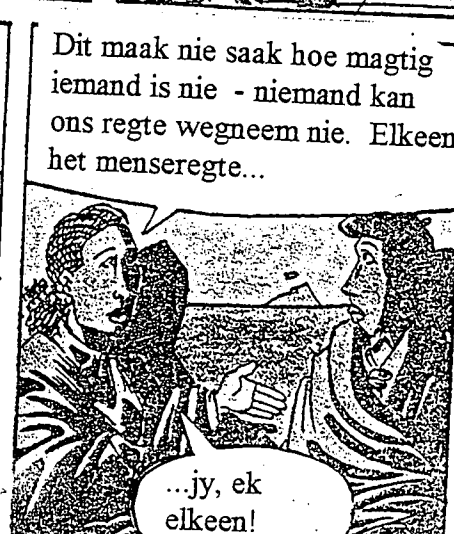 Dit maak nie saak hoe magtig
iemand is nie - niemand kan
ons regte wegneem nie. Elkeen
het menseregte...
...jy, ek
elkeen!